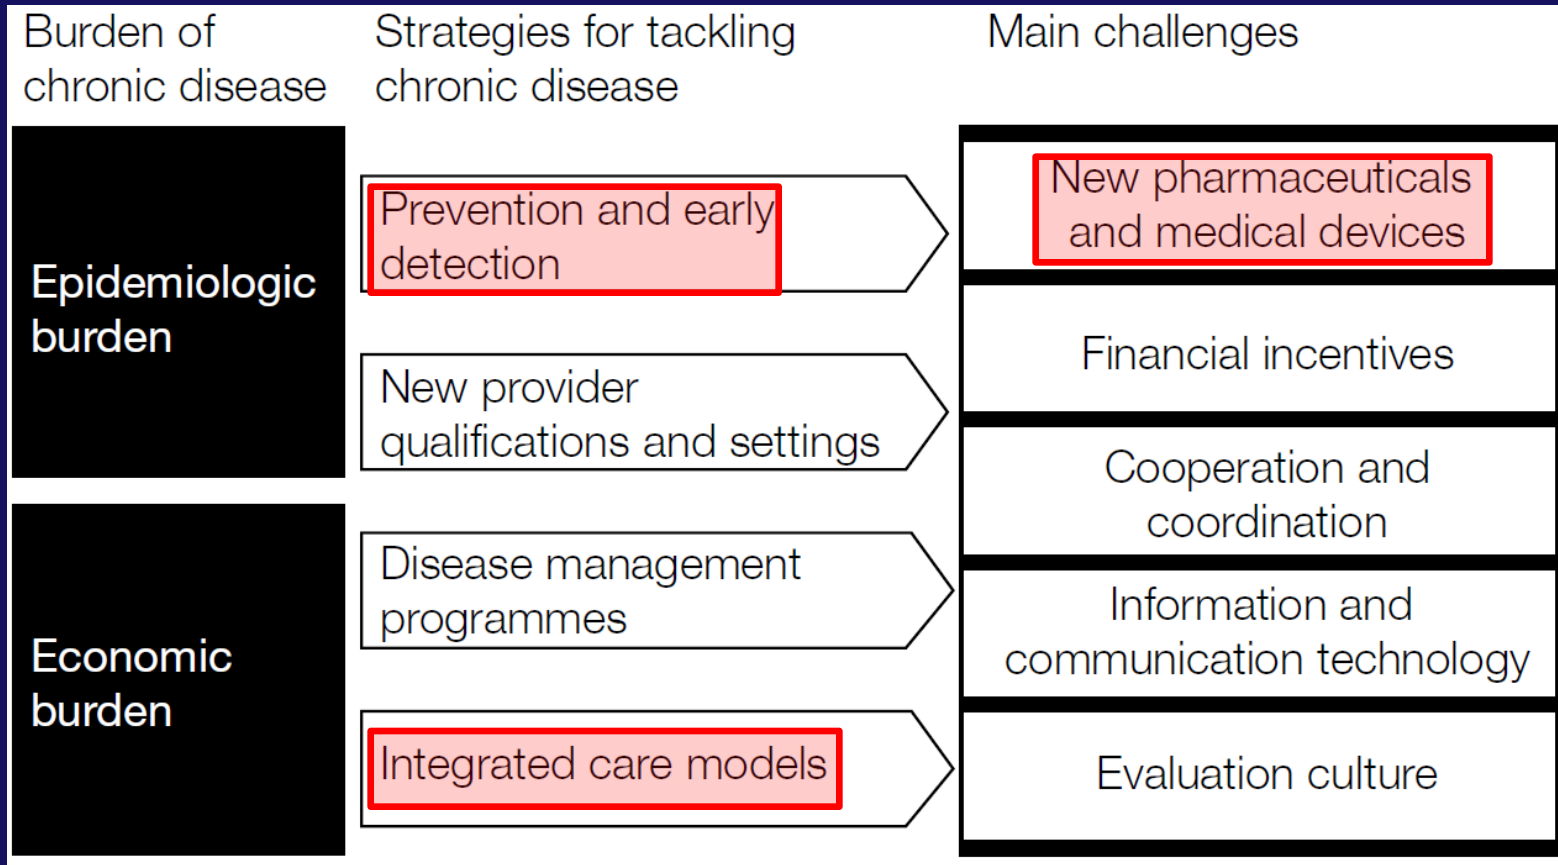 Burden of
chronic disease
Strategies for tackling
chronic disease
Main challenges
Epidemiologic
burden
Economic
burden
Prevention and early
detection
New provider
qualifications and settings
Disease management
programmes
Integrated care models
New pharmaceuticals
and medical devices
Financial incentives
Cooperation and
coordination
Information and
communication technology
Evaluation culture